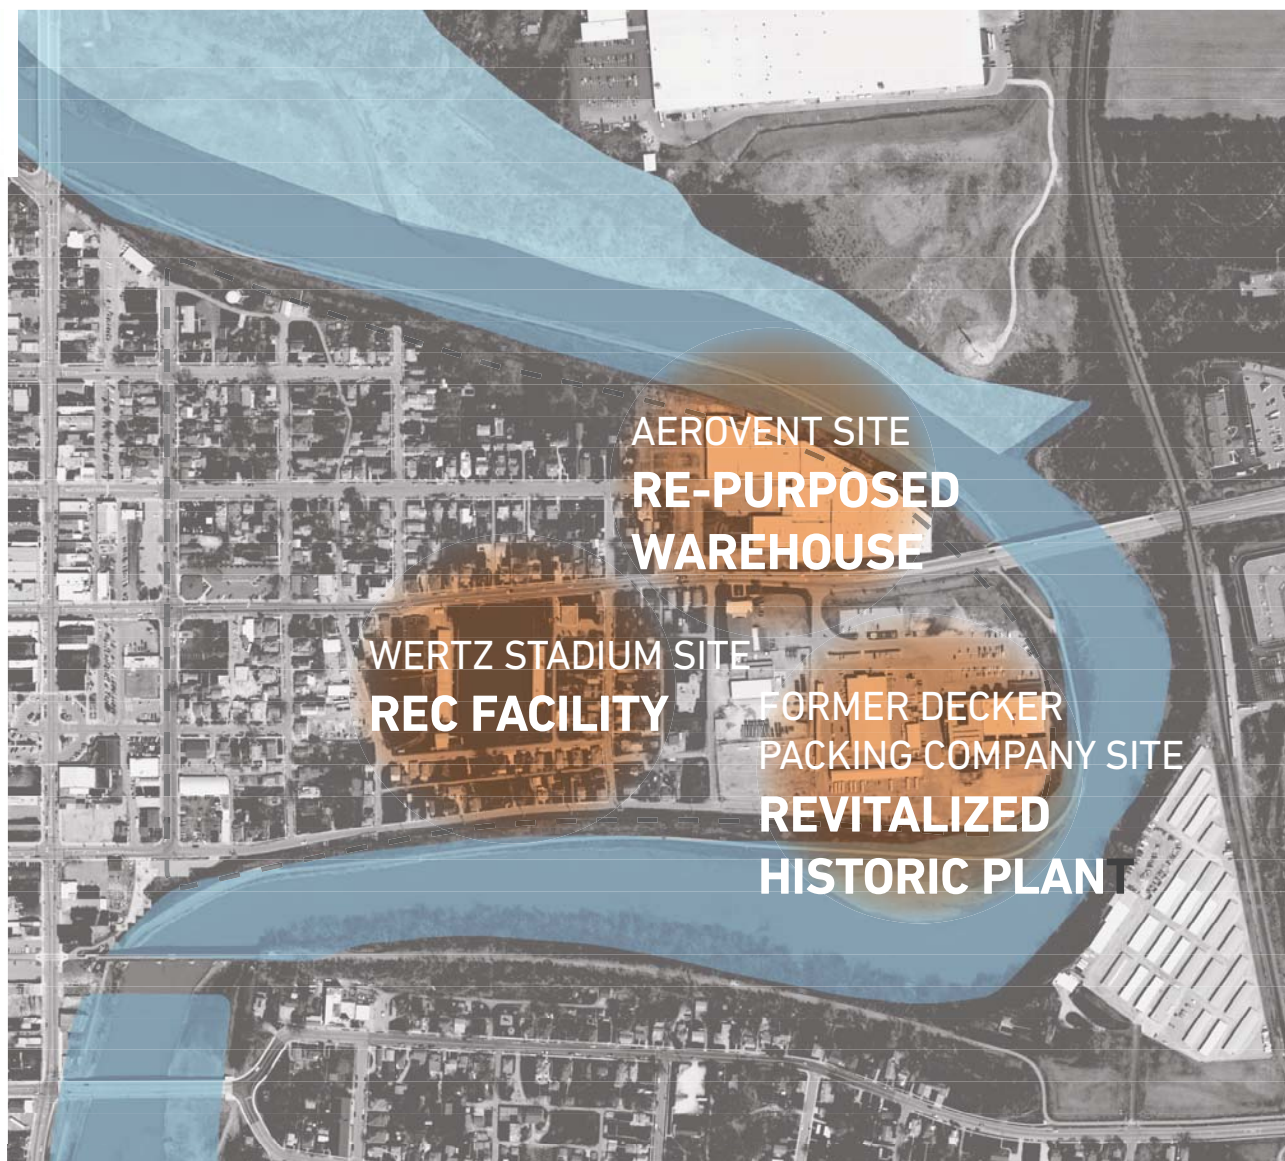 AEROVENT SITE
RE-PURPOSED
WAREHOUSE
WERTZ STADIUM SITE
REC FACILITY
FORMER DECKER
PACKING COMPANY SITE
REVITALIZED
HISTORIC PLANT